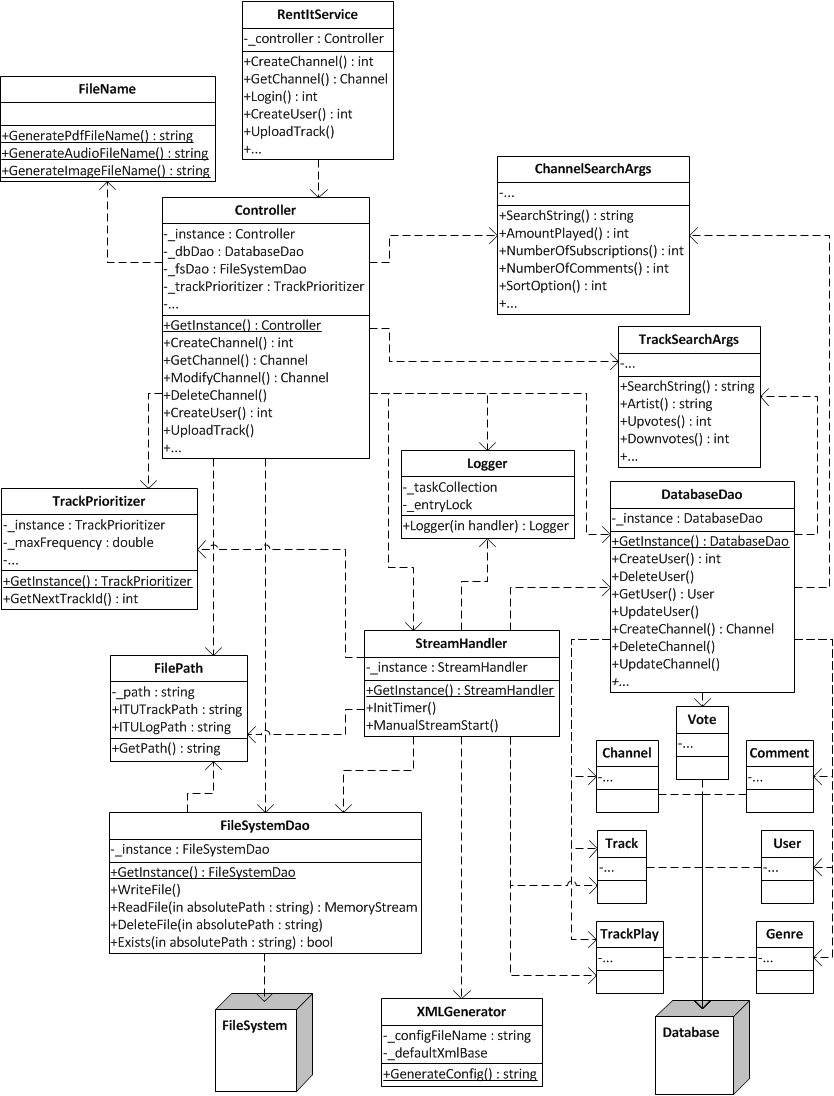 RentItService
-_controller : Controller
+CreateChannel() : int
+GetChannel() : Channel
+Login() : int
+CreateUser() : int
+UploadTrack()
+...
FileName
+GeneratePdfFileName() : string
+GenerateAudioFileName() : string
+GenerateImageFileName() : string
ChannelSearchArgs
-...
+SearchString() : string
+AmountPlayed() : int
+NumberOfSubscriptions() : int
+NumberOfComments() : int
+SortOption() : int
+...
Controller
-_instance : Controller
-_dbDao : DatabaseDao
-_fsDao : FileSystemDao
-_trackPrioritizer : TrackPrioritizer
-...
+GetInstance() : Controller
+CreateChannel() : int
+GetChannel() : Channel
+ModifyChannel() : Channel
+DeleteChannel()
+CreateUser() : int
+UploadTrack()
+...
TrackSearchArgs
-...
+SearchString() : string
+Artist() : string
+Upvotes() : int
+Downvotes() : int
+...
Logger
-_taskCollection
-_entryLock
+Logger(in handler) : Logger
TrackPrioritizer
-_instance : TrackPrioritizer
-_maxFrequency : double
-...
+GetInstance() : TrackPrioritizer
+GetNextTrackId() : int
DatabaseDao
-_instance : DatabaseDao
+GetInstance() : DatabaseDao
+CreateUser() : int
+DeleteUser()
+GetUser() : User
+UpdateUser()
+CreateChannel() : Channel
+DeleteChannel()
+UpdateChannel()
+...
StreamHandler
-_instance : StreamHandler
+GetInstance() : StreamHandler
+InitTimer()
+ManualStreamStart()
FilePath
-_path : string
+ITUTrackPath : string
+ITULogPath : string
+GetPath() : string
Vote
-...
Channel
-...
Comment
-...
FileSystemDao
-_instance : FileSystemDao
+GetInstance() : FileSystemDao
+WriteFile()
+ReadFile(in absolutePath : string) : MemoryStream
+DeleteFile(in absolutePath : string)
+Exists(in absolutePath : string) : bool
Track
-...
User
-...
TrackPlay
-...
Genre
-...
FileSystem
XMLGenerator
-_configFileName : string
-_defaultXmlBase
+GenerateConfig() : string
Database